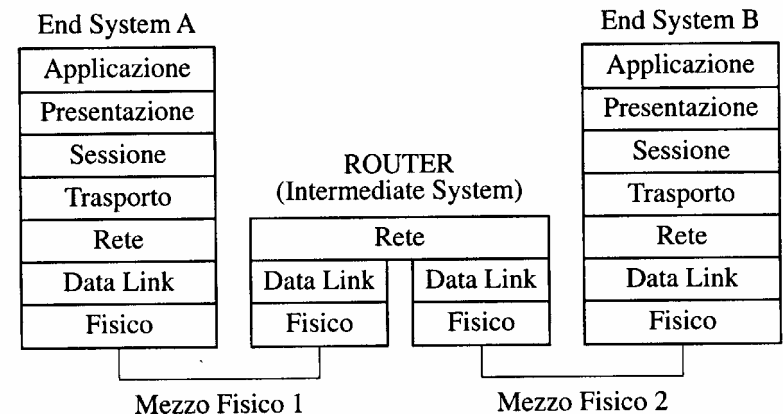 End System A
Applicazione
Presentazione
Sessione
Trasporto
Rete
Data Link
Fisico
ROUTER
(Intermediate System)
Rete
Data Link
Data Link
Fisico
Fisico
End System B
Applicazione
Presentazione
Sessione
Trasporto
Rete
Data Link
Fisico
Mezzo Fisico 1
Mezzo Fisico 2